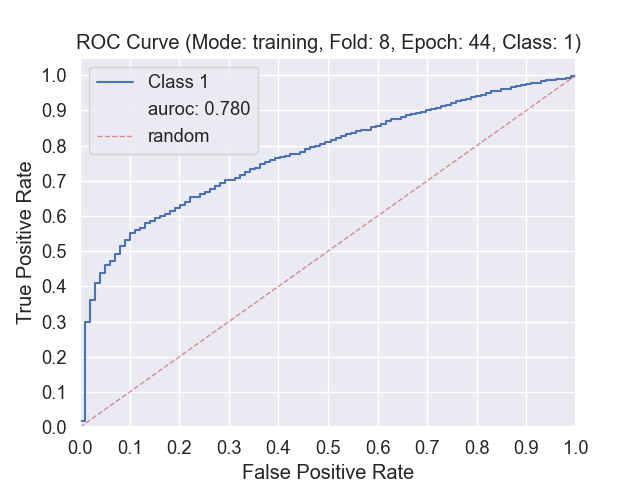 ROC Curve (Mode: training, Fold: 8, Epoch: 44, Class: 1)
Class 1
auroc: 0.780
random
True Positive Rate
1.0
0.9
0.8
0.7
0.6
0.5
0.4
0.3
0.2
0.1
0.0
0.0 0.1 0.2 0.3 0.4 0.5 0.6 0.7 0.8 0.9 1.0
False Positive Rate